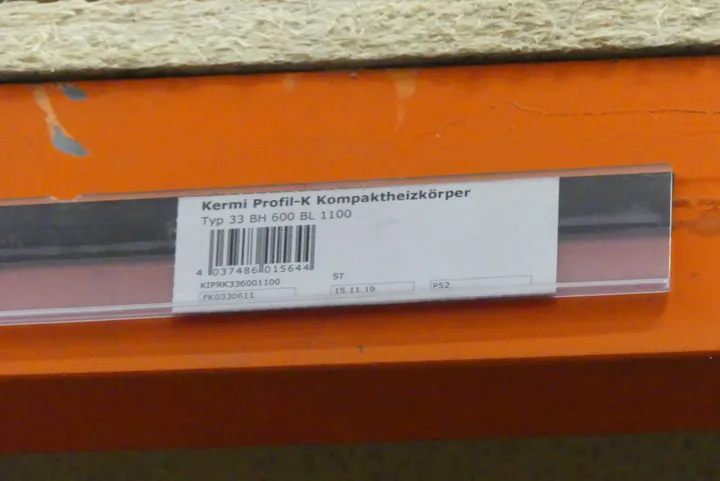 Kermi Profil-K Kompaktheizkörper
Typ 33 BH 600 BL 1100
4 037486 015644
KIPRK336001100
ST
FK0330611
15.11.19
P52